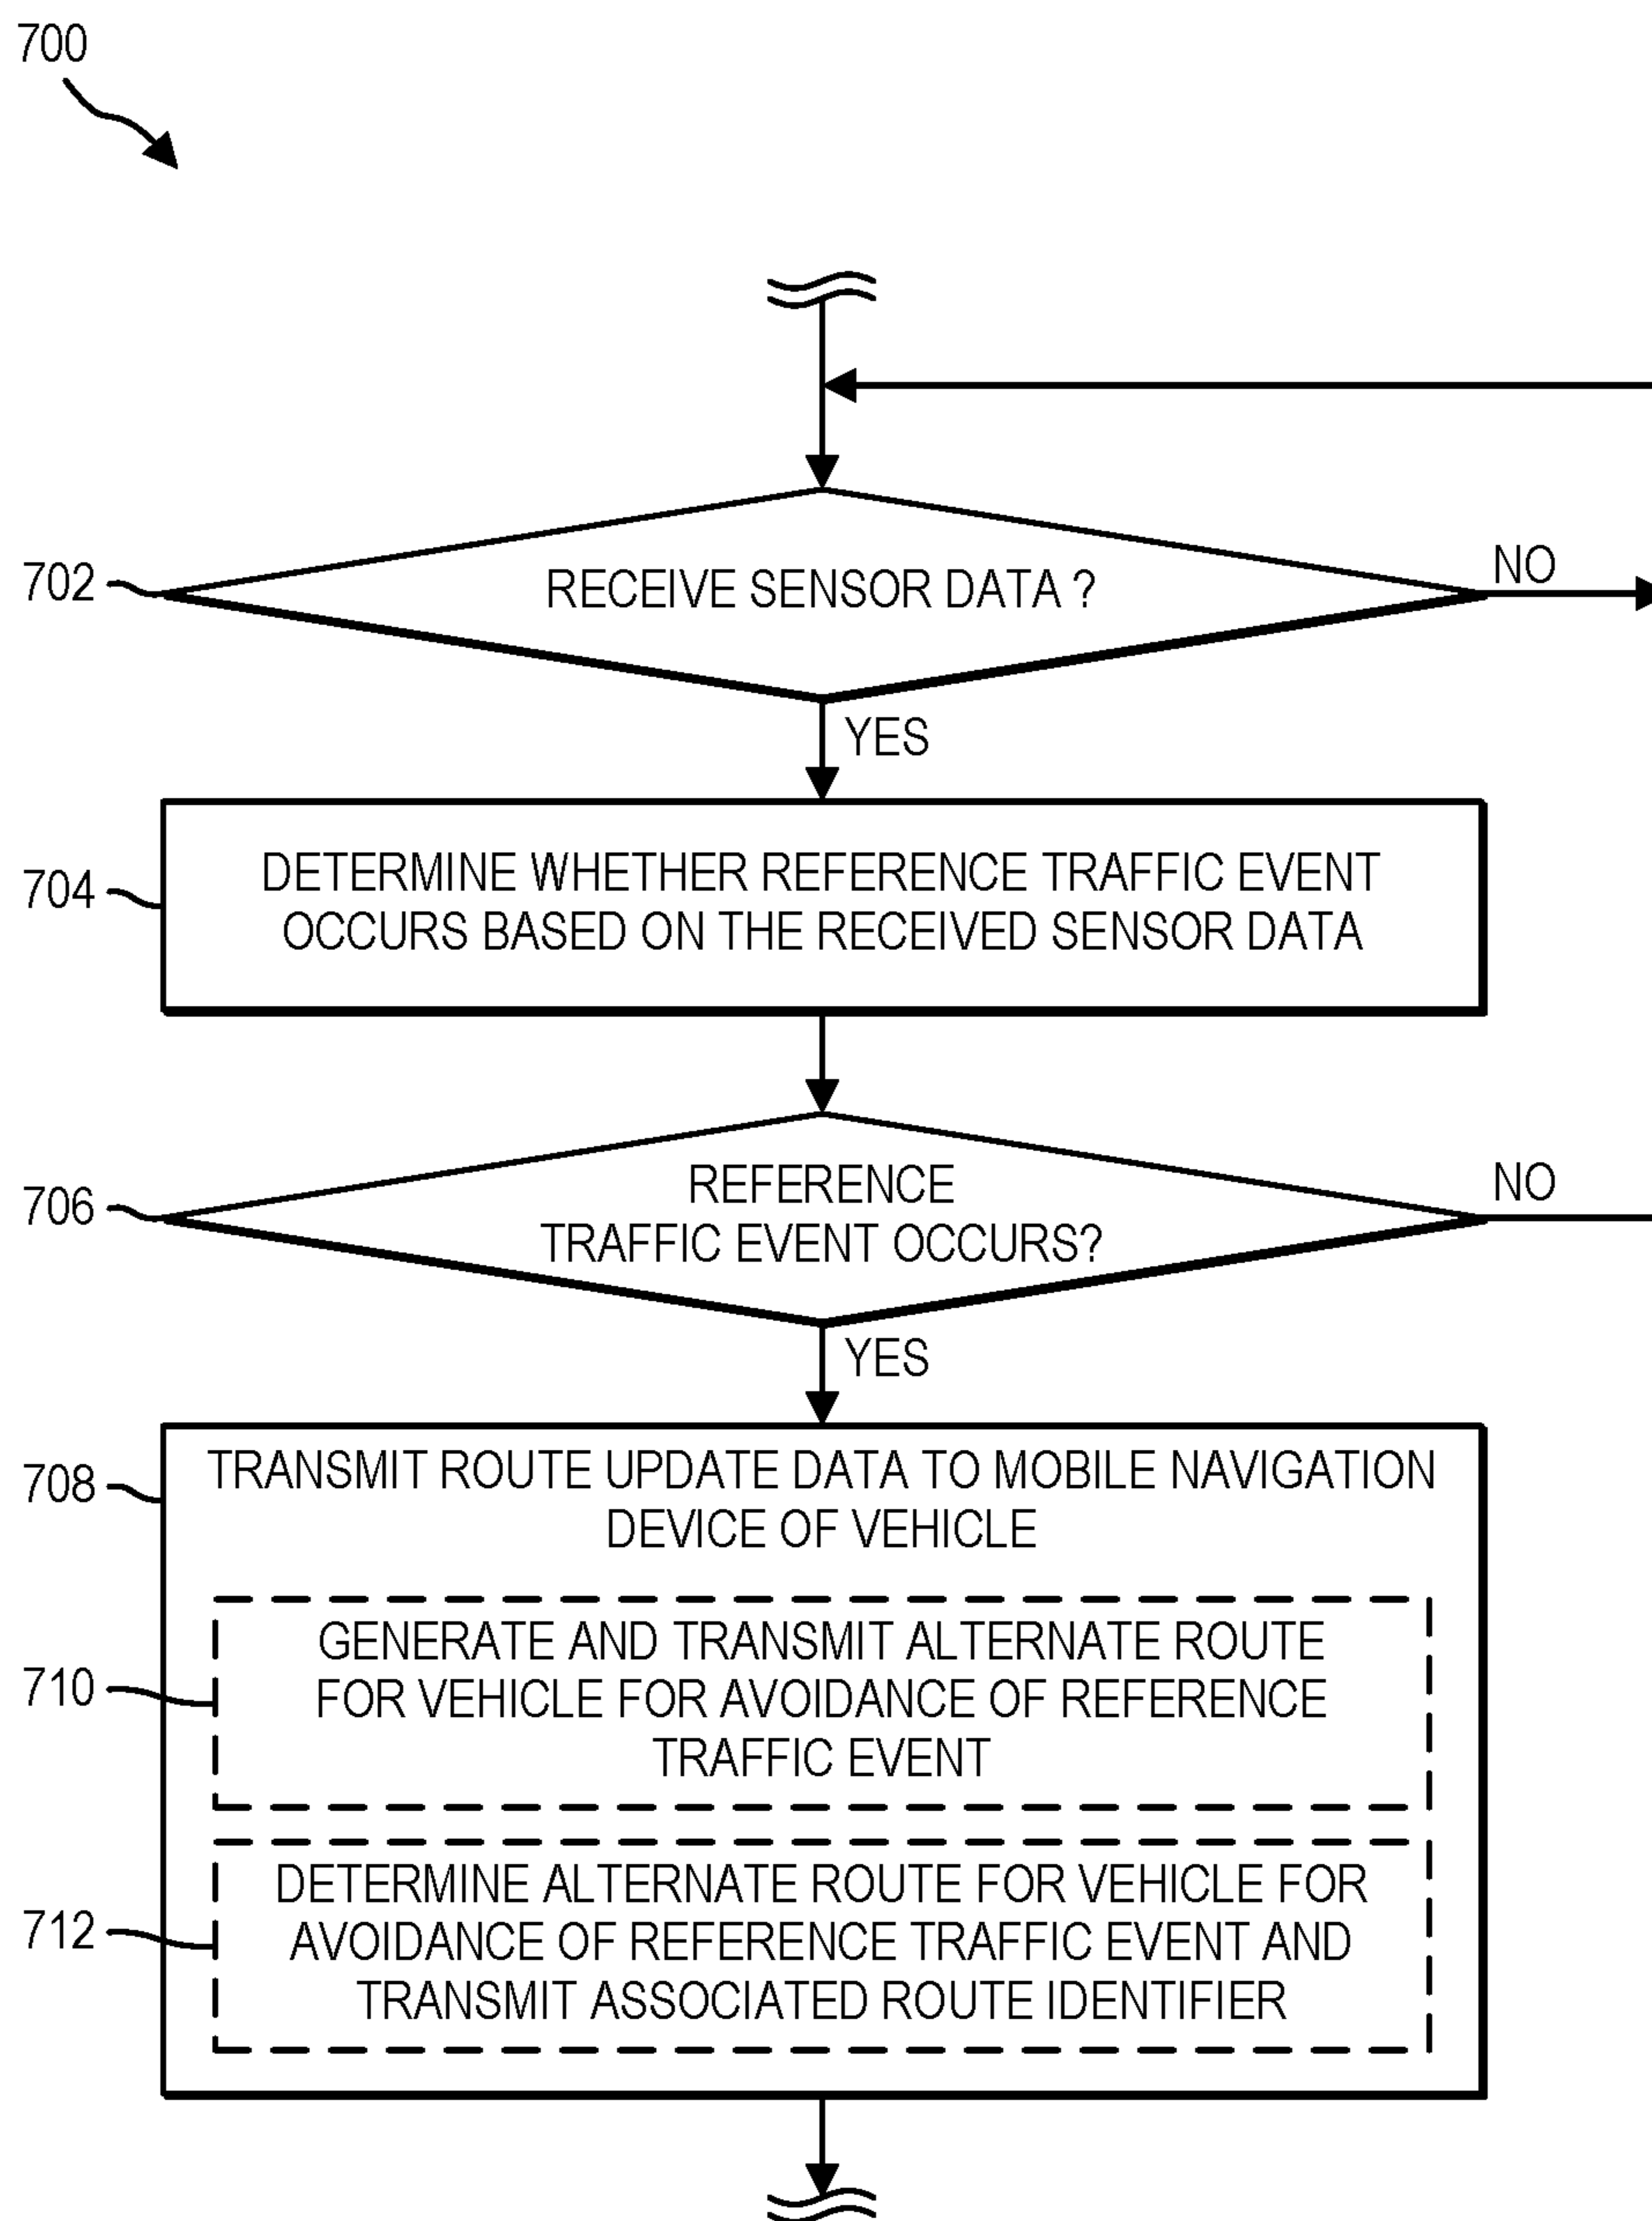 700
702
RECEIVE SENSOR DATA ?
NO
YES
704
DETERMINE WHETHER REFERENCE TRAFFIC EVENT
OCCURS BASED ON THE RECEIVED SENSOR DATA
706
REFERENCE
TRAFFIC EVENT OCCURS?
NO
YES
708
TRANSMIT ROUTE UPDATE DATA TO MOBILE NAVIGATION
DEVICE OF VEHICLE
710
GENERATE AND TRANSMIT ALTERNATE ROUTE
FOR VEHICLE FOR AVOIDANCE OF REFERENCE
TRAFFIC EVENT
712
DETERMINE ALTERNATE ROUTE FOR VEHICLE FOR
AVOIDANCE OF REFERENCE TRAFFIC EVENT AND
TRANSMIT ASSOCIATED ROUTE IDENTIFIER